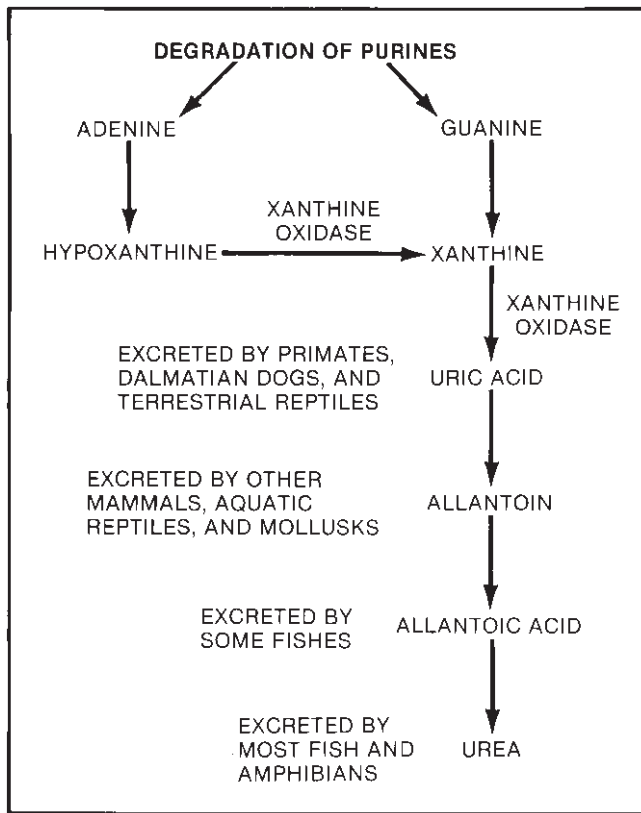 DEGRADATION OF PURINES
ADENINE
GUANINE
XANTHINE
OXIDASE
HYPOXANTHINE
XANTHINE
XANTHINE
OXIDASE
EXCRETED BY PRIMATES,
DALMATIAN DOGS, AND
TERRESTRIAL REPTILES
URIC ACID
EXCRETED BY OTHER
MAMMALS, AQUATIC
REPTILES, AND MOLLUSKS
ALLANTOIN
EXCRETED BY
SOME FISHES
ALLANTOIC ACID
EXCRETED BY
MOST FISH AND
AMPHIBIANS
UREA